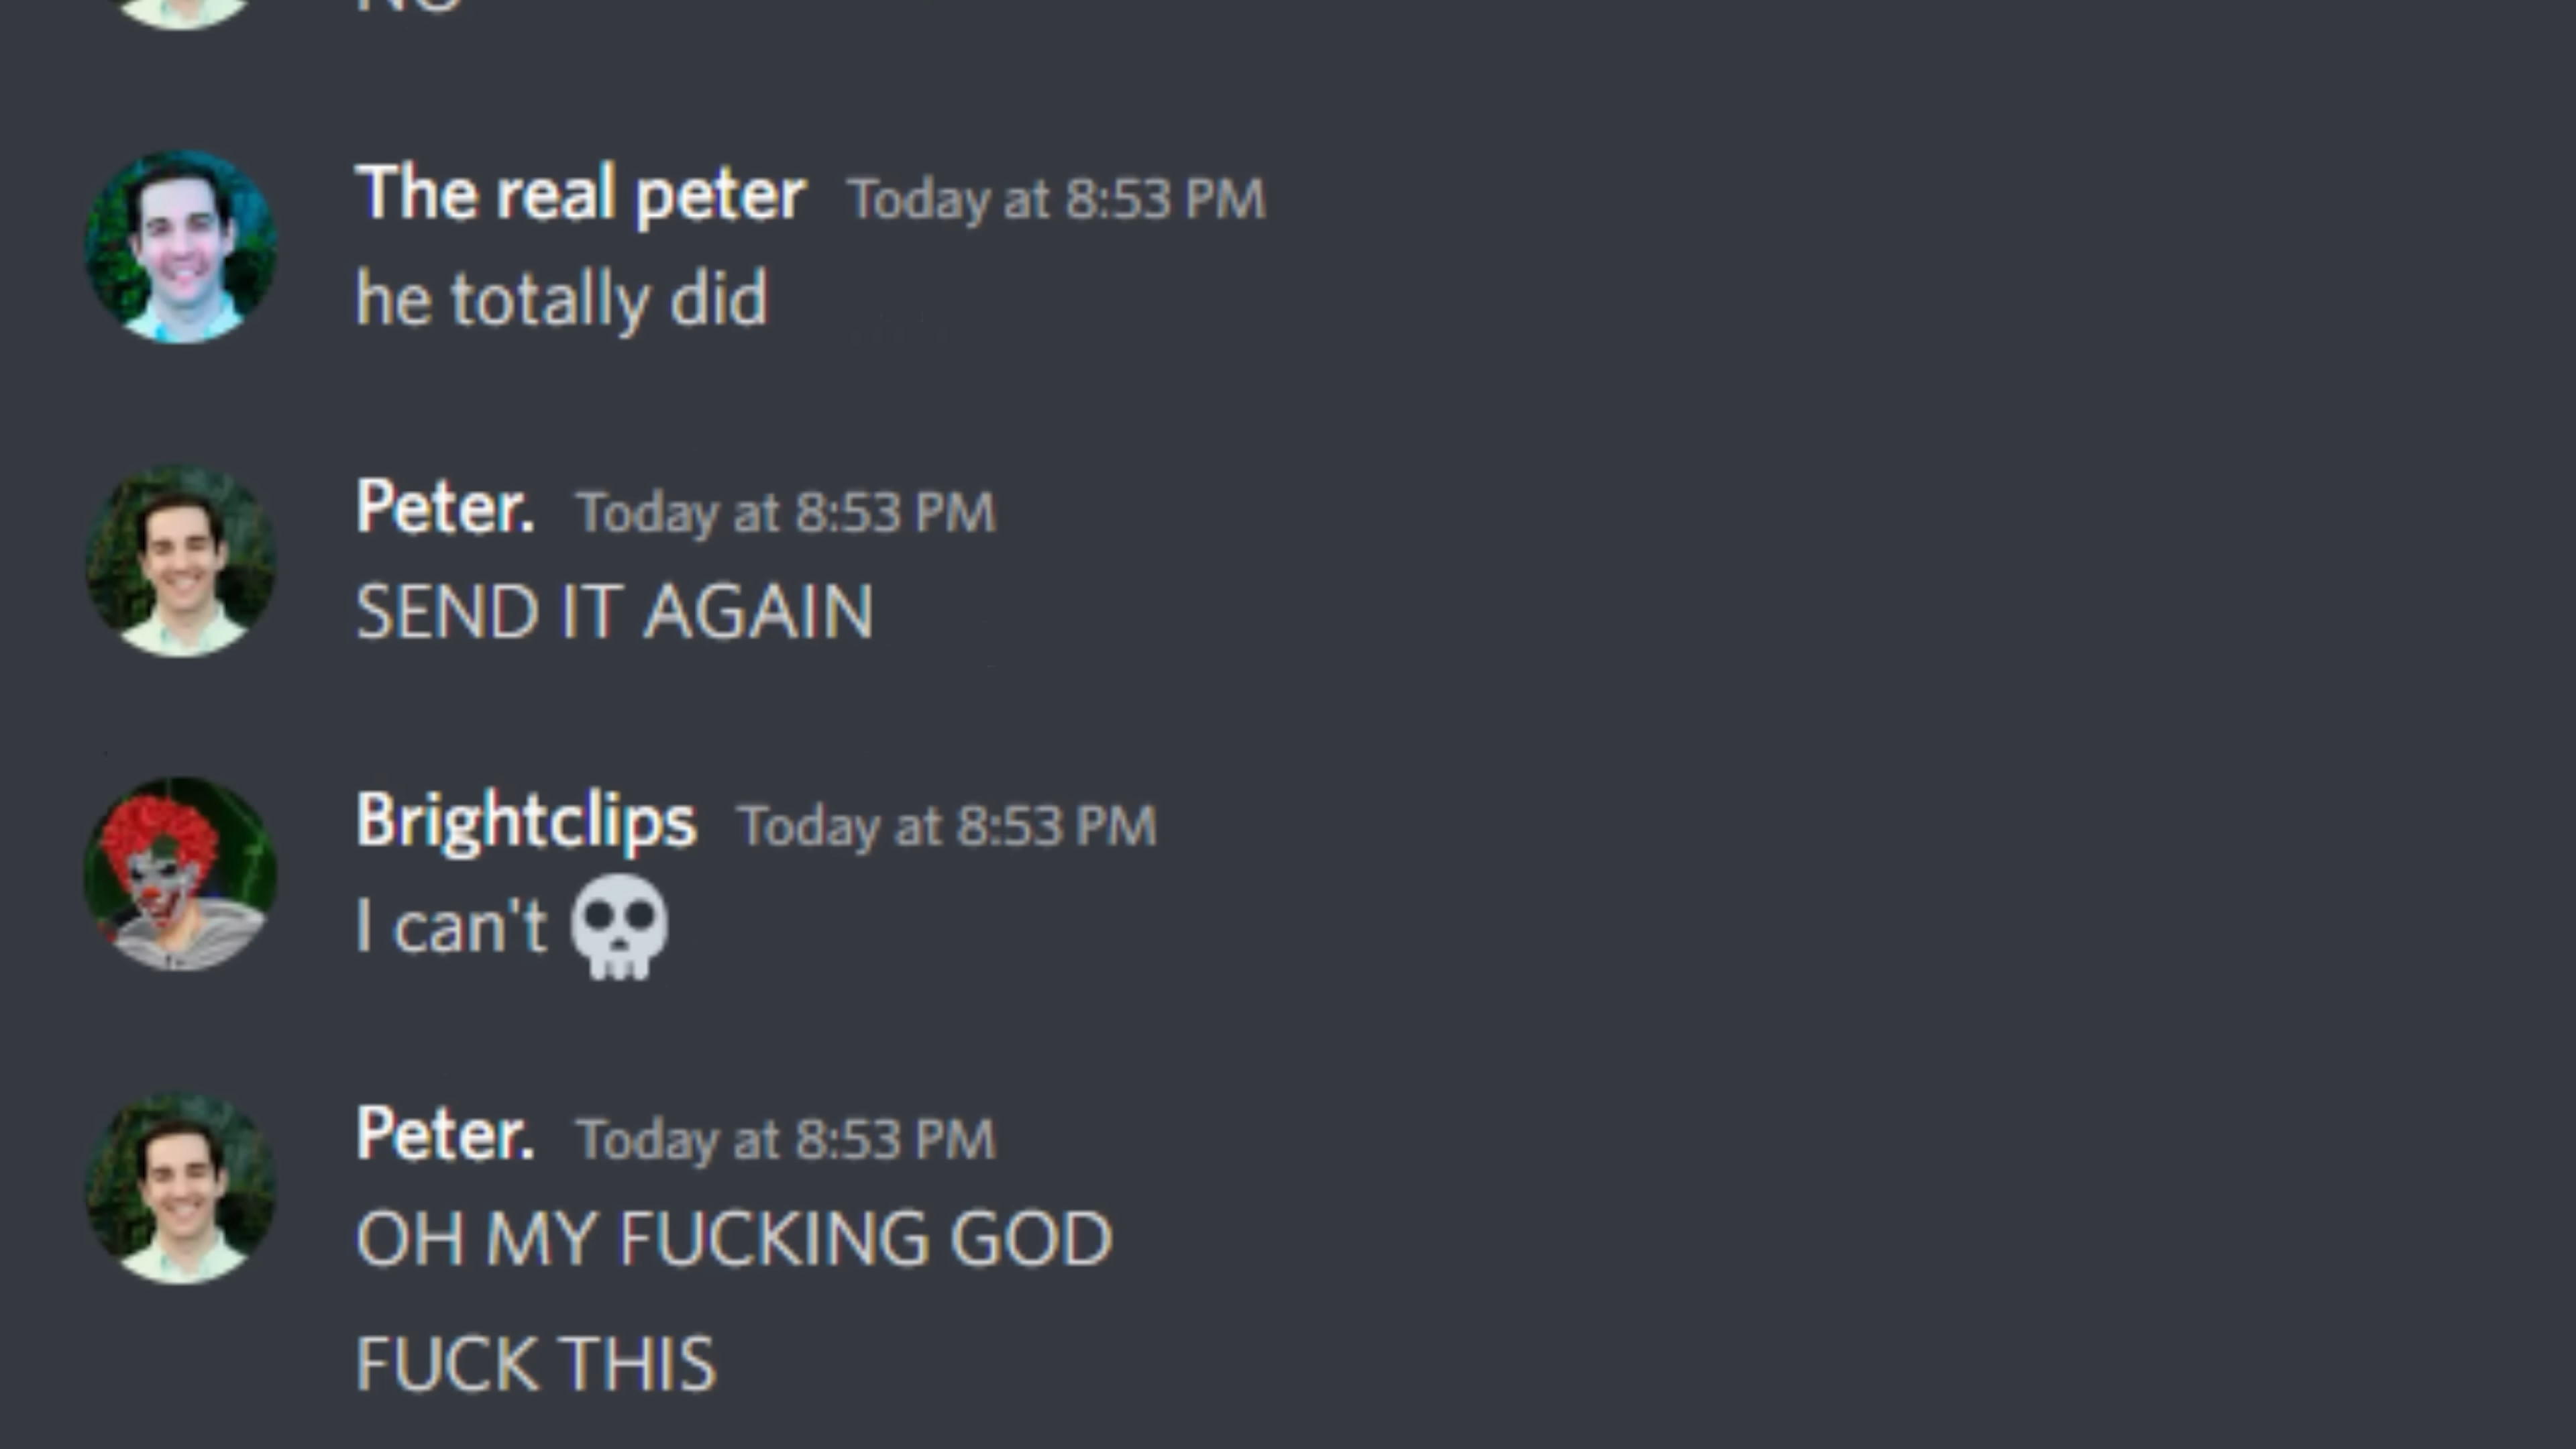 NO
The real peter Today at 8:53 PM
he totally did
Peter. Today at 8:53 PM
SEND IT AGAIN
Brightclips Today at 8:53 PM
I can't 💀
Peter. Today at 8:53 PM
OH MY FUCKING GOD
FUCK THIS